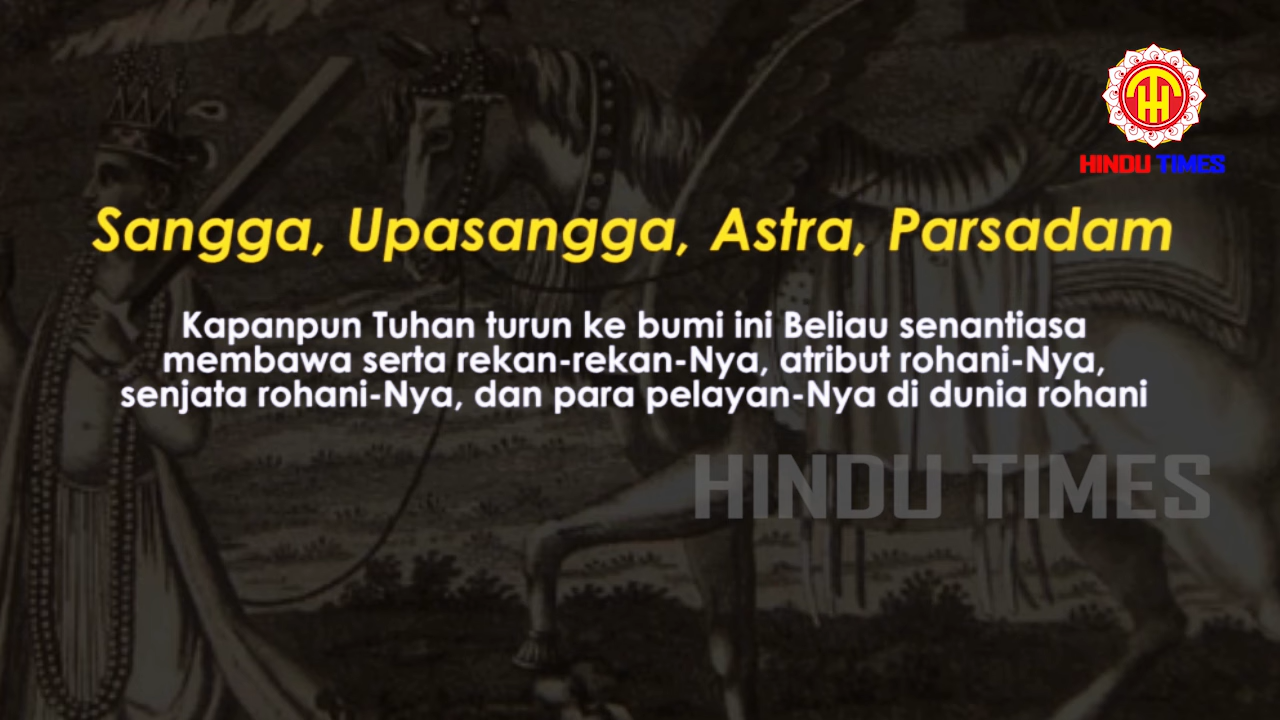 HINDU TIMES
Sangga, Upasangga, Astra, Parsadam
Kapanpun Tuhan turun ke bumi ini Beliau senantiasa
membawa serta rekan-rekan-Nya, atribut rohani-Nya,
senjata rohani-Nya, dan para pelayan-Nya di dunia rohani
HINDU TIMES